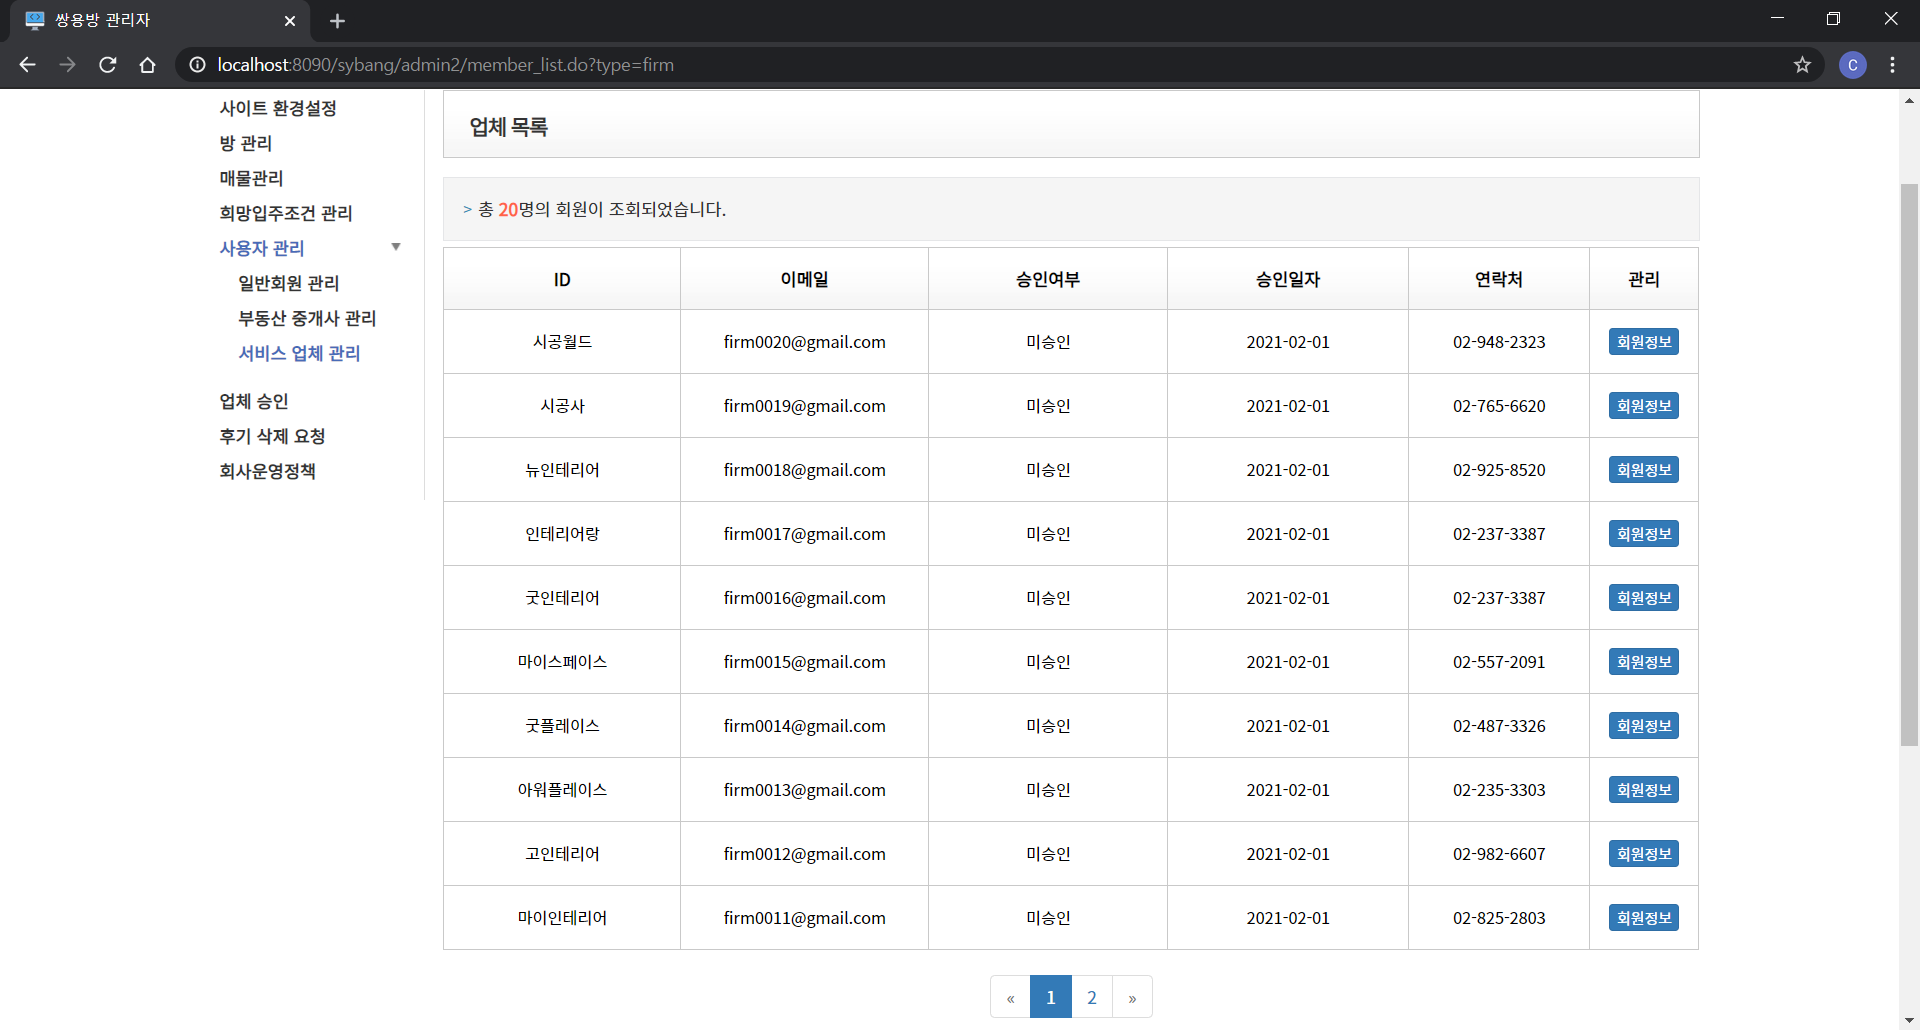 쌍용방 관리자
localhost:8090/sybang/admin2/member_list.do?type=firm
C
사이트 환경설정
방 관리
매물관리
희망입주조건 관리
사용자 관리 ▼
일반회원 관리
부동산 중개사 관리
서비스 업체 관리
업체 승인
후기 삭제 요청
회사운영정책
업체 목록
> 총 20명의 회원이 조회되었습니다.
ID 이메일 승인여부 승인일자 연락처 관리
시공월드 firm0020@gmail.com 미승인 2021-02-01 02-948-2323 회원정보
시공사 firm0019@gmail.com 미승인 2021-02-01 02-765-6620 회원정보
뉴인테리어 firm0018@gmail.com 미승인 2021-02-01 02-925-8520 회원정보
인테리어랑 firm0017@gmail.com 미승인 2021-02-01 02-237-3387 회원정보
굿인테리어 firm0016@gmail.com 미승인 2021-02-01 02-237-3387 회원정보
마이스페이스 firm0015@gmail.com 미승인 2021-02-01 02-557-2091 회원정보
굿플레이스 firm0014@gmail.com 미승인 2021-02-01 02-487-3326 회원정보
아워플레이스 firm0013@gmail.com 미승인 2021-02-01 02-235-3303 회원정보
고인테리어 firm0012@gmail.com 미승인 2021-02-01 02-982-6607 회원정보
마이인테리어 firm0011@gmail.com 미승인 2021-02-01 02-825-2803 회원정보
« 1 2 »